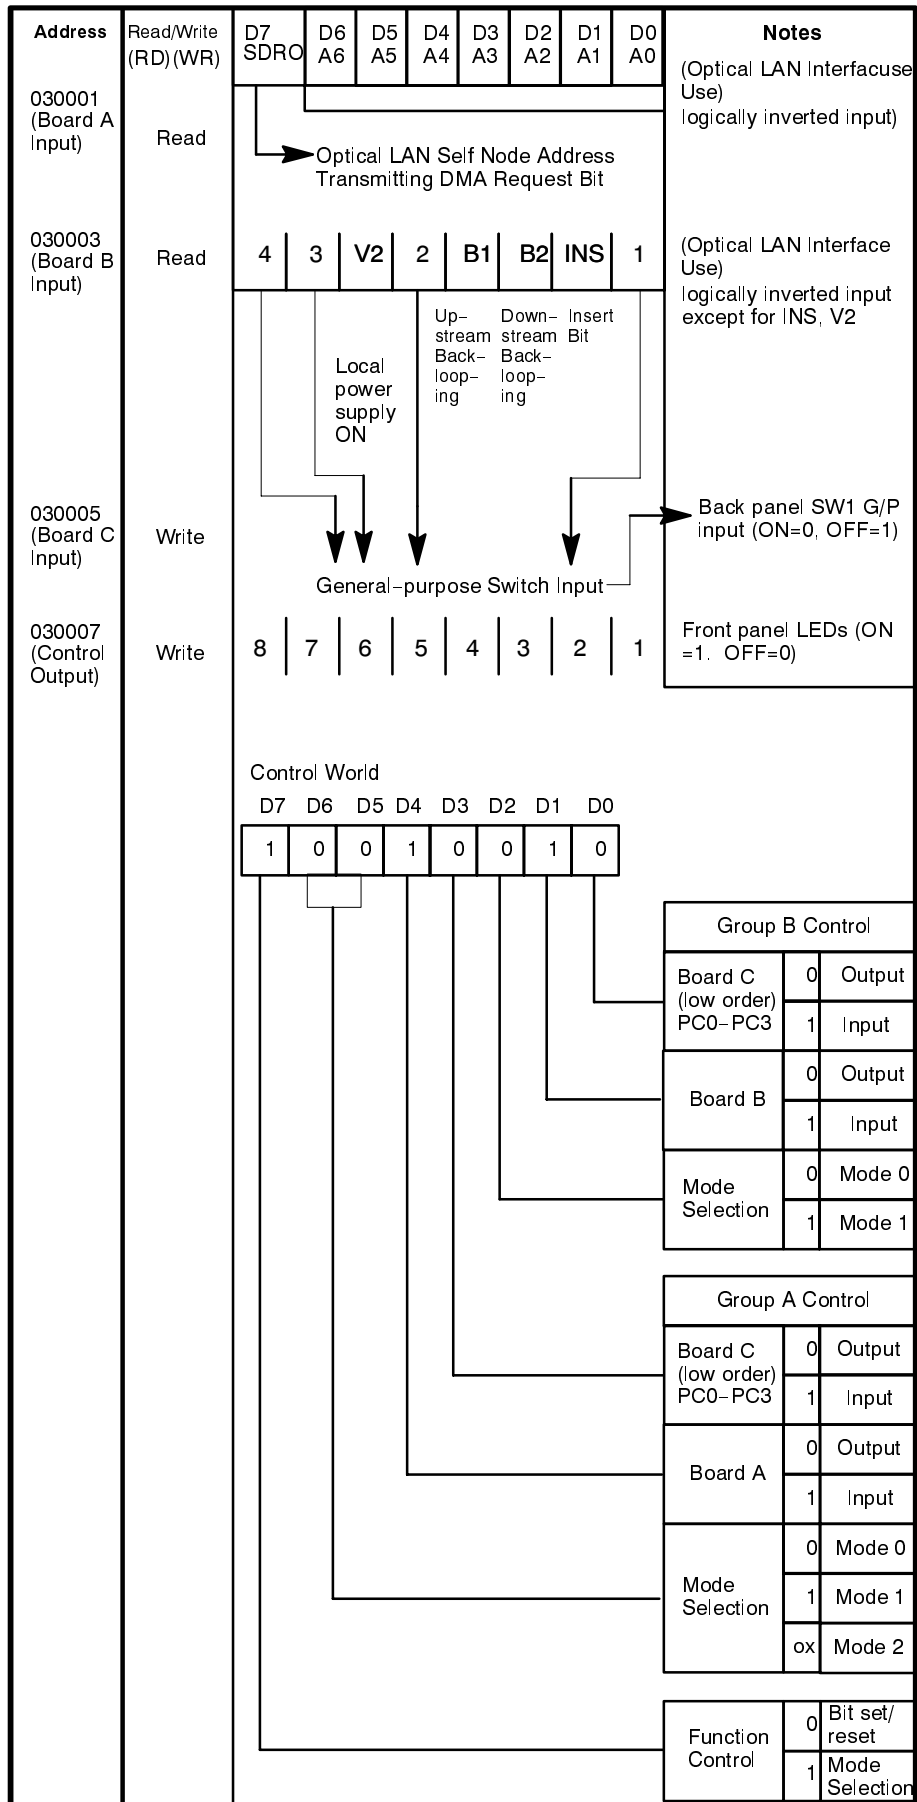 Address Read/Write (RD)(WR) D7 SDRO D6 A6 D5 A5 D4 A4 D3 A3 D2 A2 D1 A1 D0 A0 Notes
030001
(Board A
Input)
Read
(Optical LAN Interfacuse
Use)
logically inverted input)
Optical LAN Self Node Address
Transmitting DMA Request Bit
030003
(Board B
Input)
Read
4 3 V2 2 B1 B2 INS 1
(Optical LAN Interface
Use)
logically inverted input
except for INS, V2
Up–
stream
Back–
loop–
ing
Down–
stream
Back–
loop–
ing
Insert
Bit
Local
power
supply
ON
030005
(Board C
Input)
Write
Back panel SW1 G/P
input (ON=0, OFF=1)
General–purpose Switch Input
030007
(Control
Output)
Write
8 7 6 5 4 3 2 1
Front panel LEDs (ON
=1. OFF=0)
Control World
D7 D6 D5 D4 D3 D2 D1 D0
1 0 0 1 0 0 1 0
Group B Control
Board C
(low order)
PC0–PC3
0 Output
1 Input
Board B
0 Output
1 Input
Mode
Selection
0 Mode 0
1 Mode 1
Group A Control
Board C
(low order)
PC0–PC3
0 Output
1 Input
Board A
0 Output
1 Input
Mode
Selection
0 Mode 0
1 Mode 1
ox Mode 2
Function
Control
0 Bit set/
reset
1 Mode
Selection